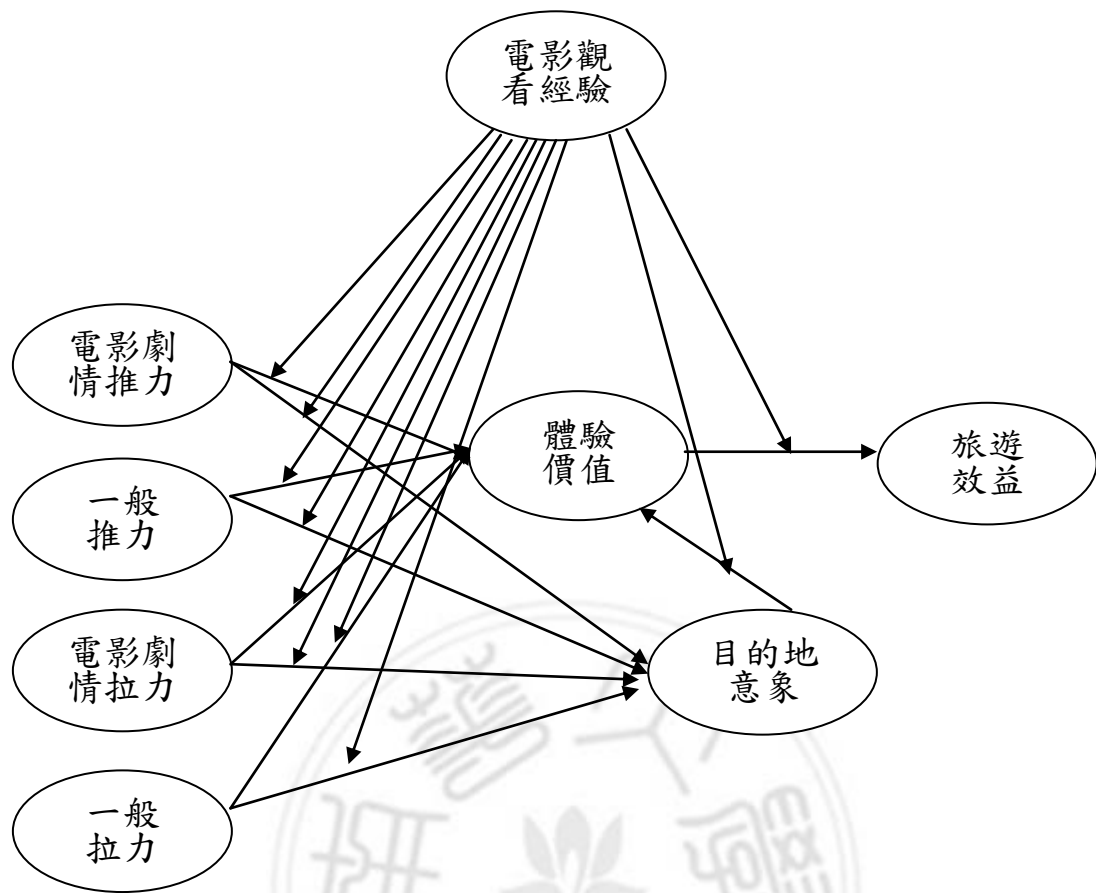 電影觀
看經驗
電影劇
情推力
體驗
價值
旅遊
效益
一般
推力
電影劇
情拉力
目的地
意象
一般
拉力